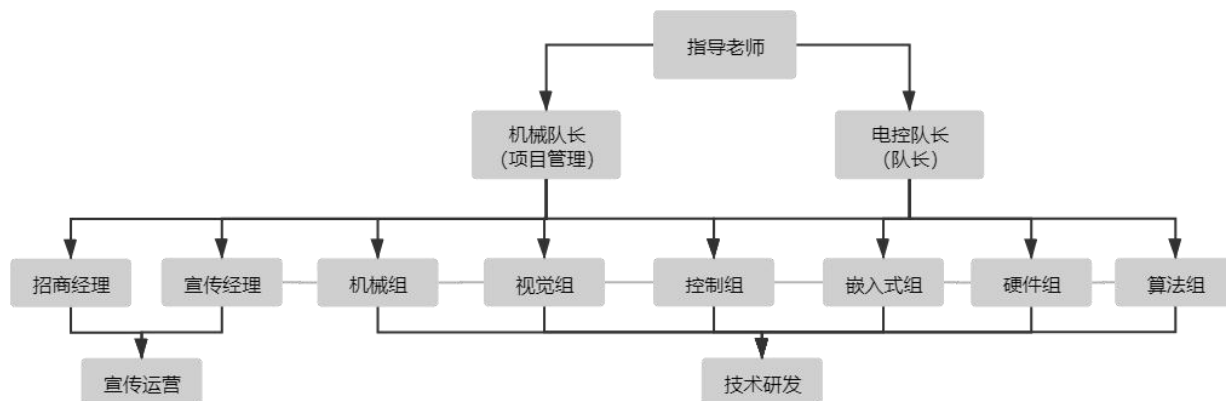 指导老师
机械队长
（项目管理）
电控队长
（队长）
招商经理
宣传经理
机械组
视觉组
控制组
嵌入式组
硬件组
算法组
宣传运营
技术研发